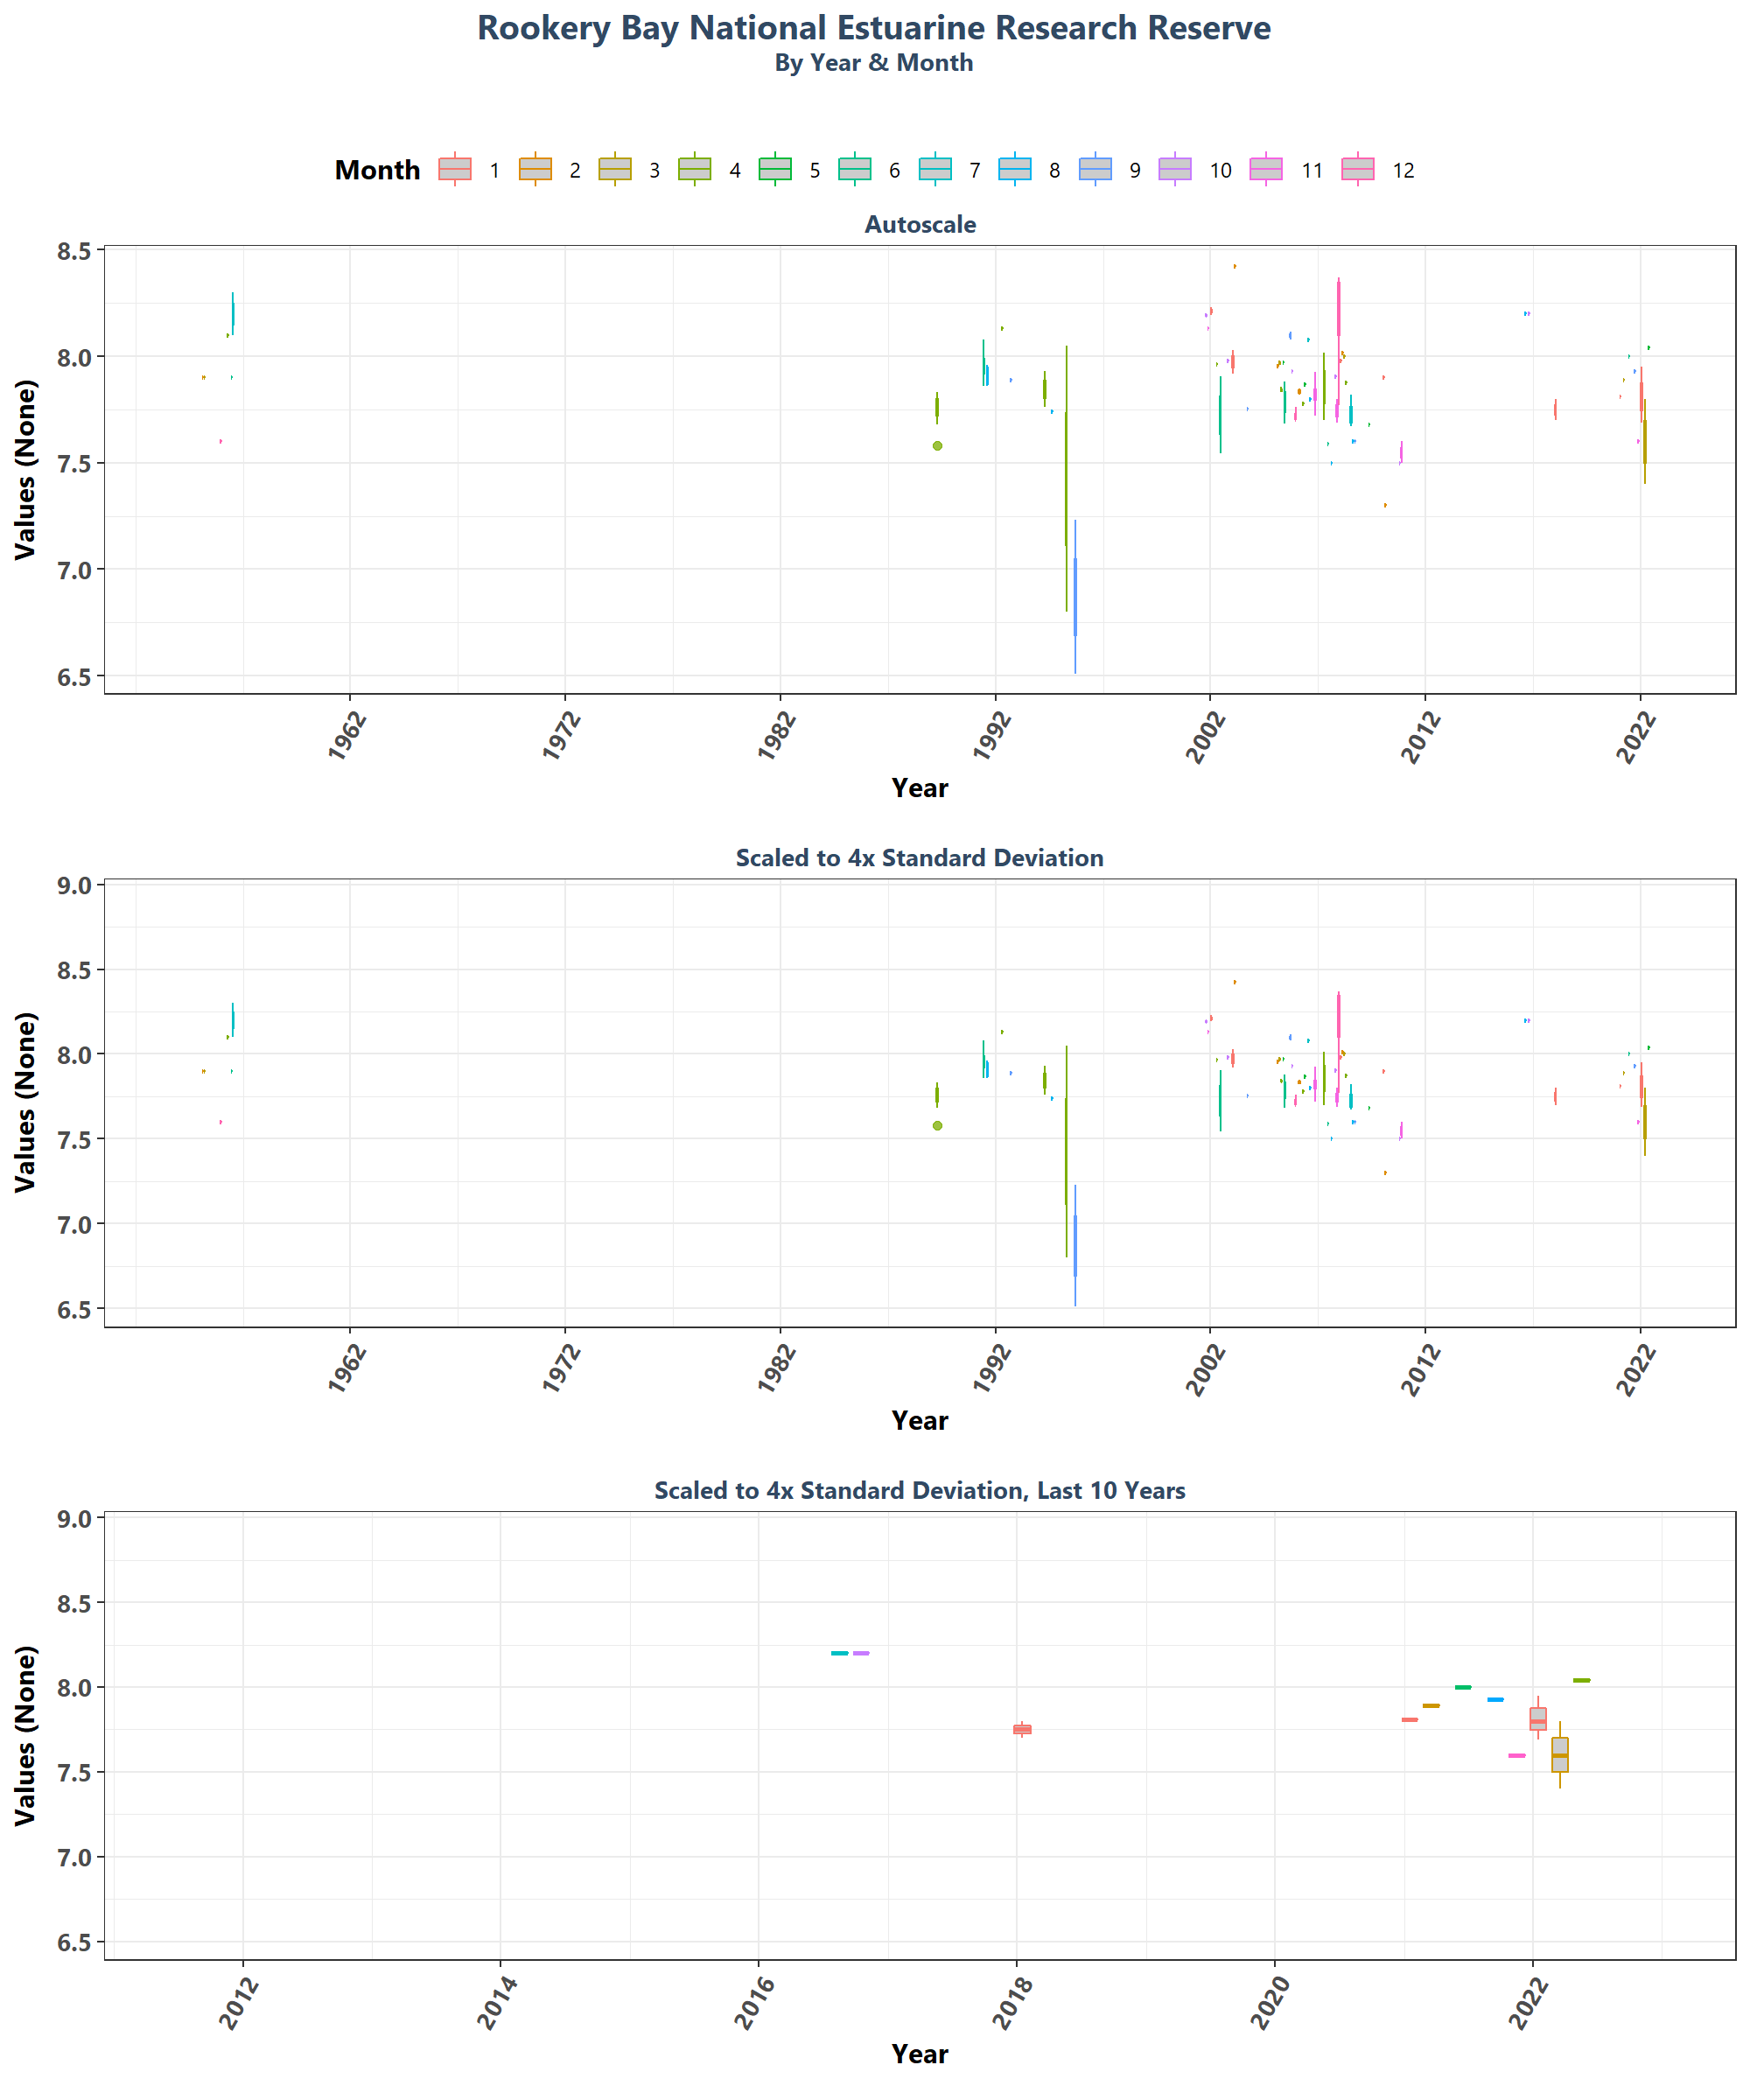 Rookery Bay National Estuarine Research Reserve
By Year & Month
Month 1 2 3 4 5 6 7 8 9 10 11 12
Autoscale
Values (None)
8.5
8.0
7.5
7.0
6.5
1962 1972 1982 1992 2002 2012 2022
Year
Scaled to 4x Standard Deviation
Values (None)
9.0
8.5
8.0
7.5
7.0
6.5
1962 1972 1982 1992 2002 2012 2022
Year
Scaled to 4x Standard Deviation, Last 10 Years
Values (None)
9.0
8.5
8.0
7.5
7.0
6.5
2012 2014 2016 2018 2020 2022
Year